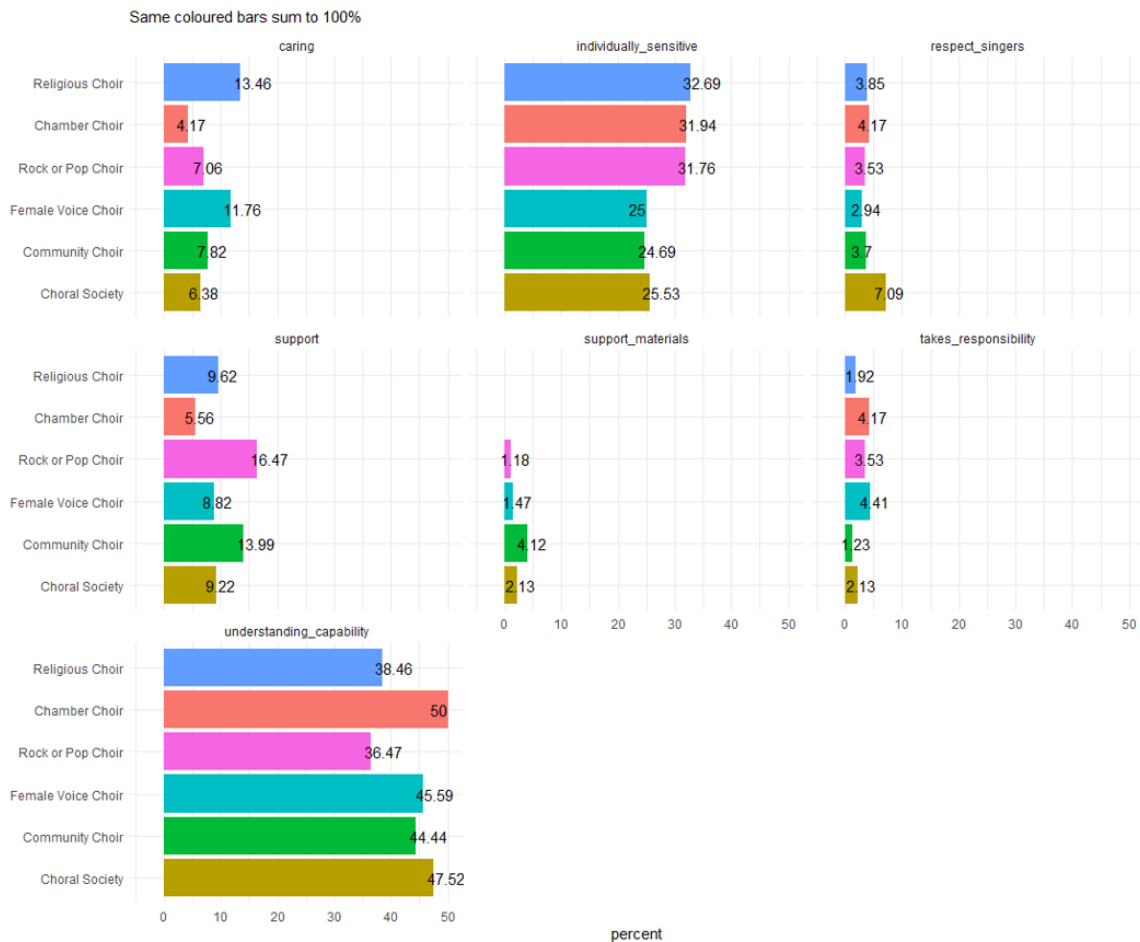 Same coloured bars sum to 100%
caring
individually_sensitive
respect_singers
Religious Choir
13.46
32.69
3.85
Chamber Choir
4.17
31.94
4.17
Rock or Pop Choir
7.06
31.76
3.53
Female Voice Choir
11.76
25
2.94
Community Choir
7.82
24.69
3.7
Choral Society
6.38
25.53
7.09
support
support_materials
takes_responsibility
Religious Choir
9.62
1.92
Chamber Choir
5.56
4.17
Rock or Pop Choir
16.47
1.18
3.53
Female Voice Choir
8.82
1.47
4.41
Community Choir
13.99
4.12
1.23
Choral Society
9.22
2.13
2.13
0 10 20 30 40 50
0 10 20 30 40 50
understanding_capability
Religious Choir
38.46
Chamber Choir
50
Rock or Pop Choir
36.47
Female Voice Choir
45.59
Community Choir
44.44
Choral Society
47.52
0 10 20 30 40 50
percent